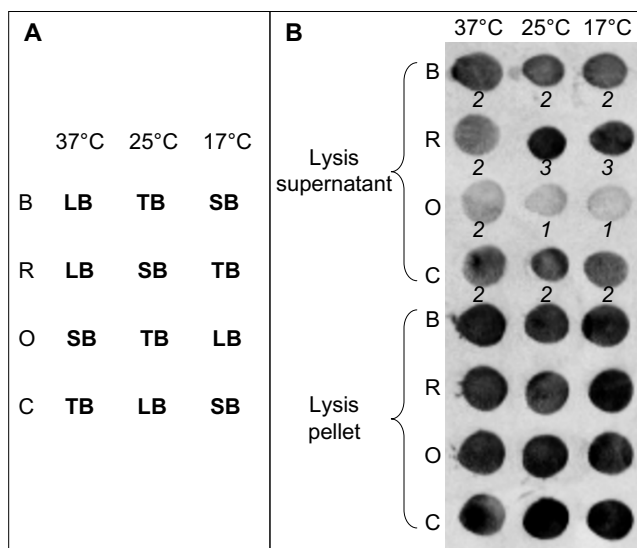 A
37°C 25°C 17°C
B LB TB SB
R LB SB TB
O SB TB LB
C TB LB SB
B
37°C 25°C 17°C
Lysis
supernatant
B
2 2 2
R
2 3 3
O
2 1 1
C
2 2 2
Lysis
pellet
B
R
O
C